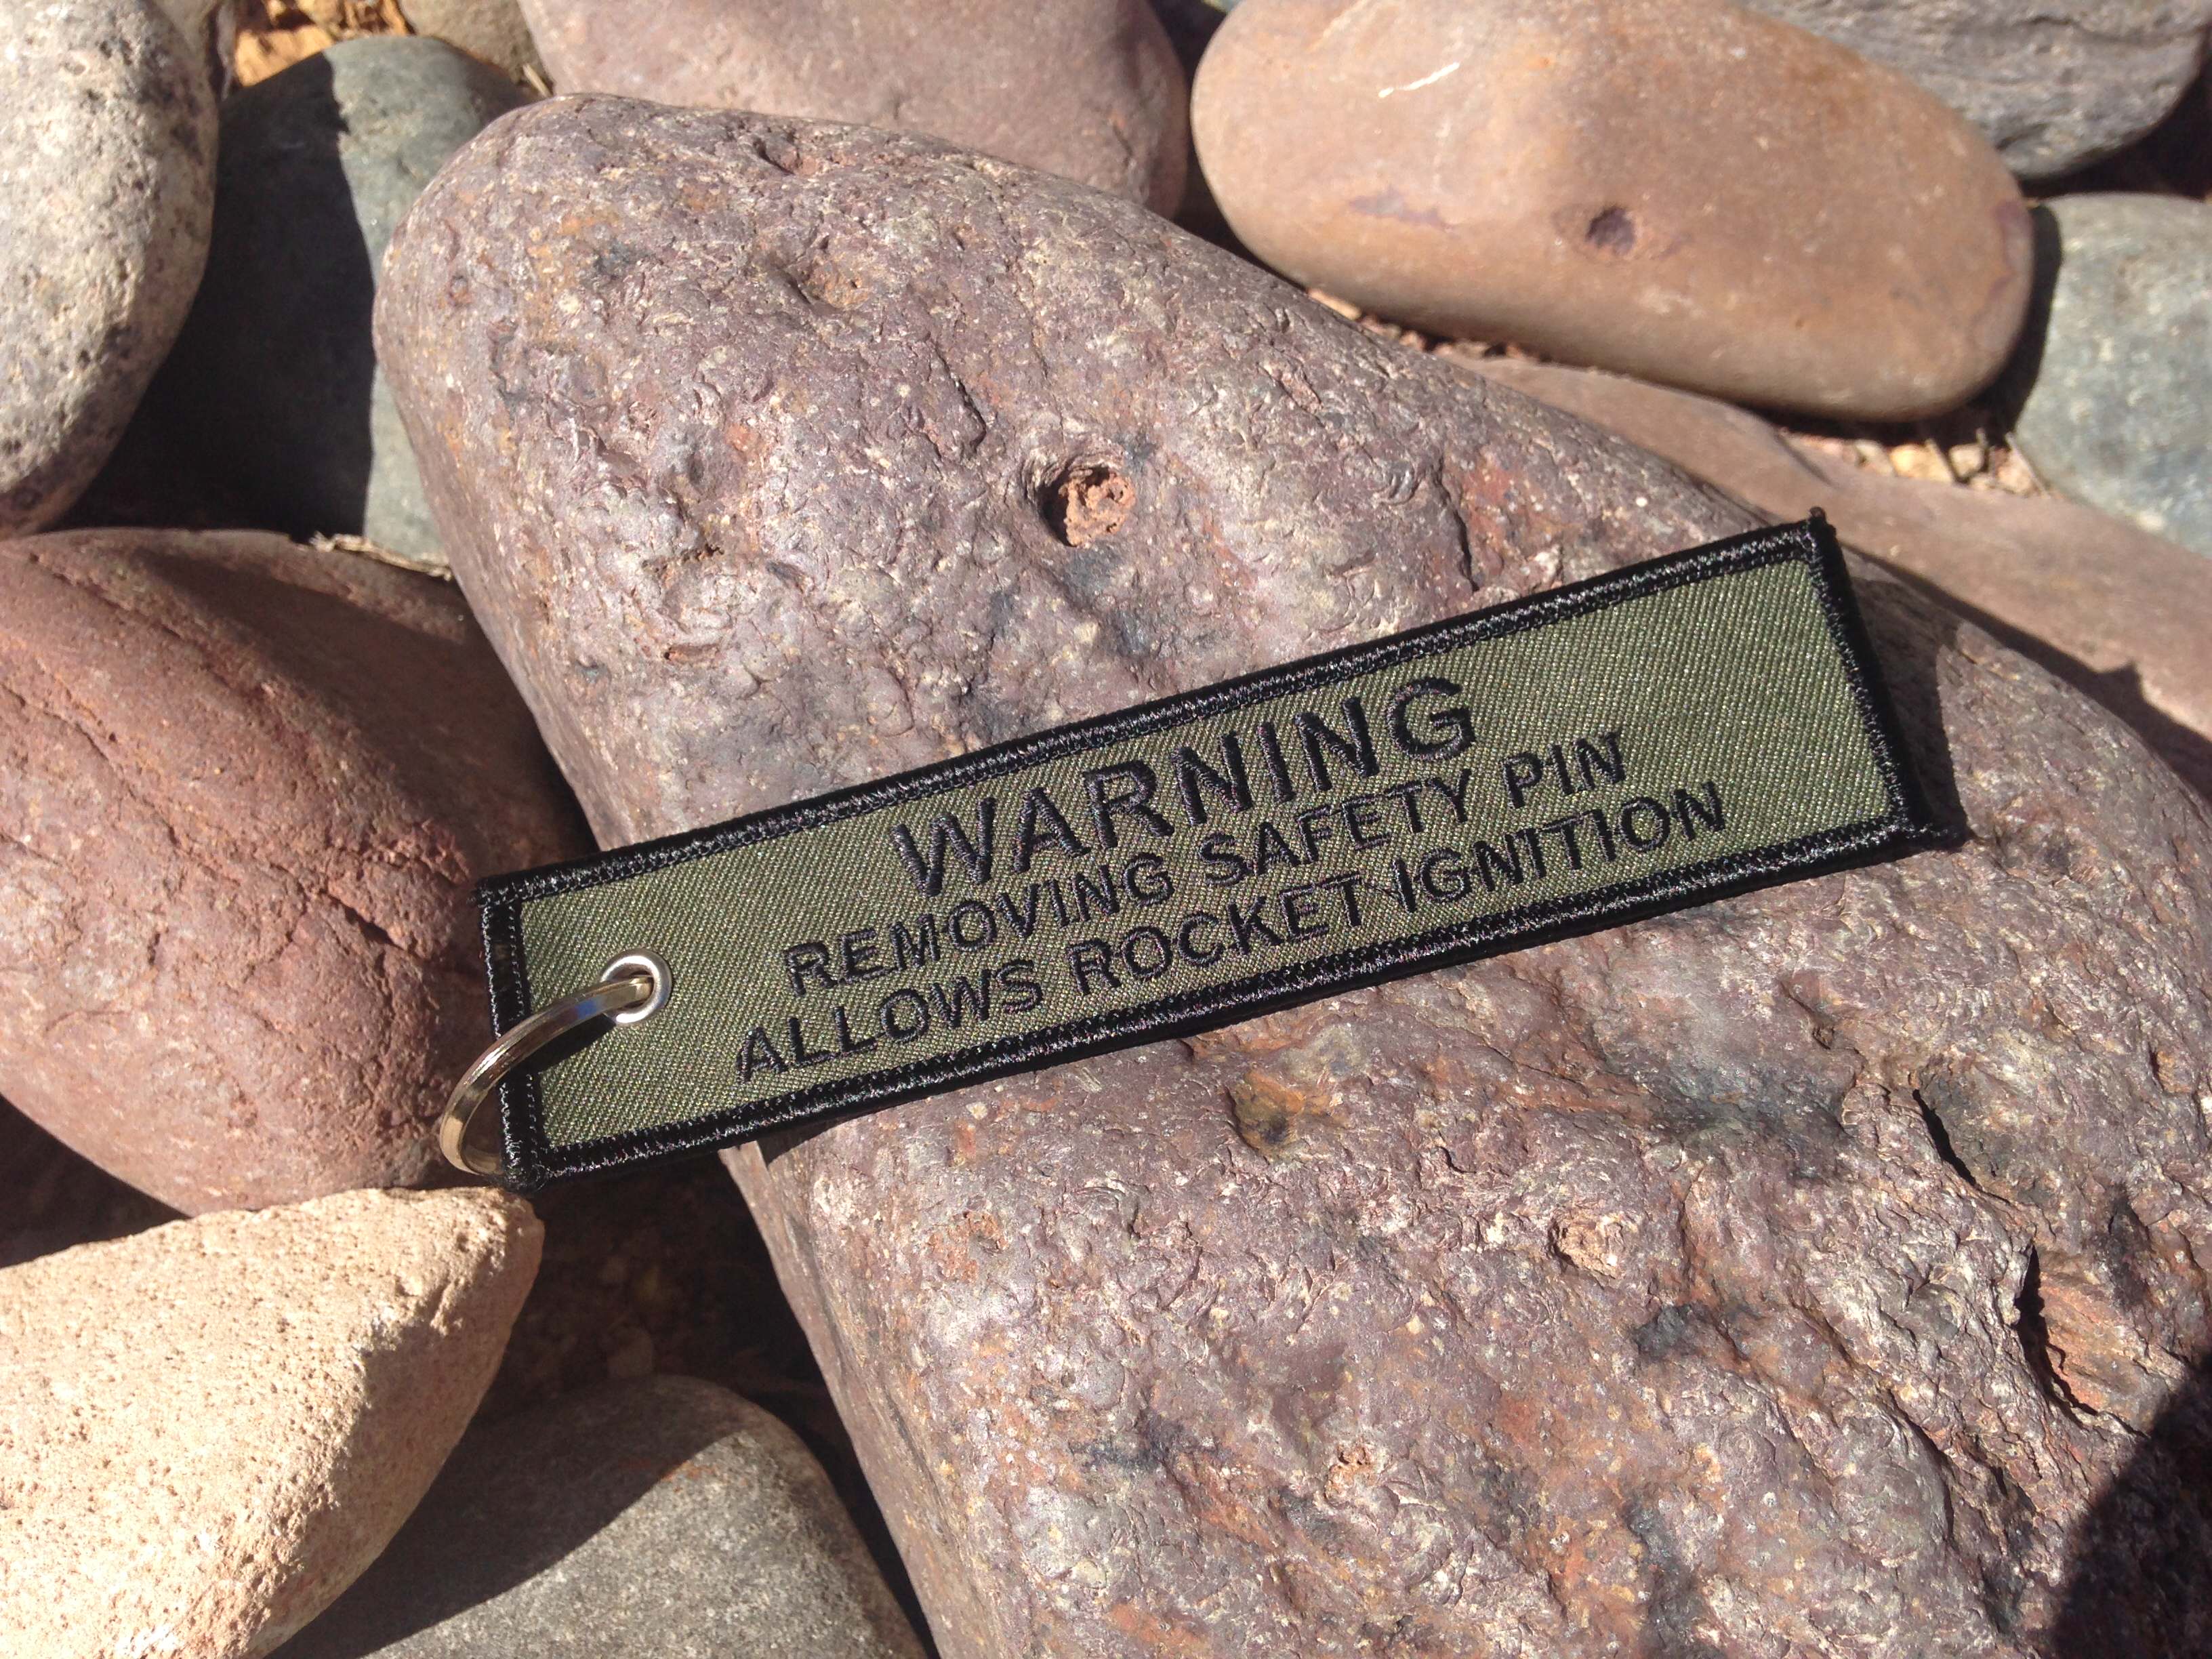 WARNING
REMOVING SAFETY PIN
ALLOWS ROCKET IGNITION